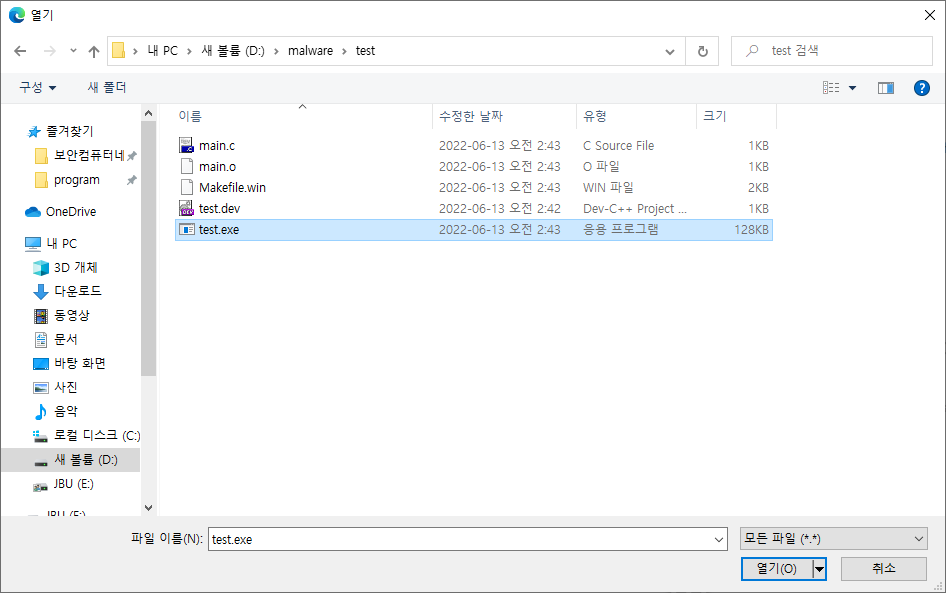 열기
내 PC > 새 볼륨 (D:) > malware > test
test 검색
구성
새 폴더
이름 수정한 날짜 유형 크기
main.c 2022-06-13 오전 2:43 C Source File 1KB
main.o 2022-06-13 오전 2:43 O 파일 1KB
Makefile.win 2022-06-13 오전 2:43 WIN 파일 2KB
test.dev 2022-06-13 오전 2:42 Dev-C++ Project ... 1KB
test.exe 2022-06-13 오전 2:43 응용 프로그램 128KB
즐겨찾기
보안컴퓨터네
program
OneDrive
내 PC
3D 개체
다운로드
동영상
문서
바탕 화면
사진
음악
로컬 디스크 (C:)
새 볼륨 (D:)
JBU (E:)
JBU (E:)
파일 이름(N): test.exe
모든 파일 (*.*)
열기(O)
취소